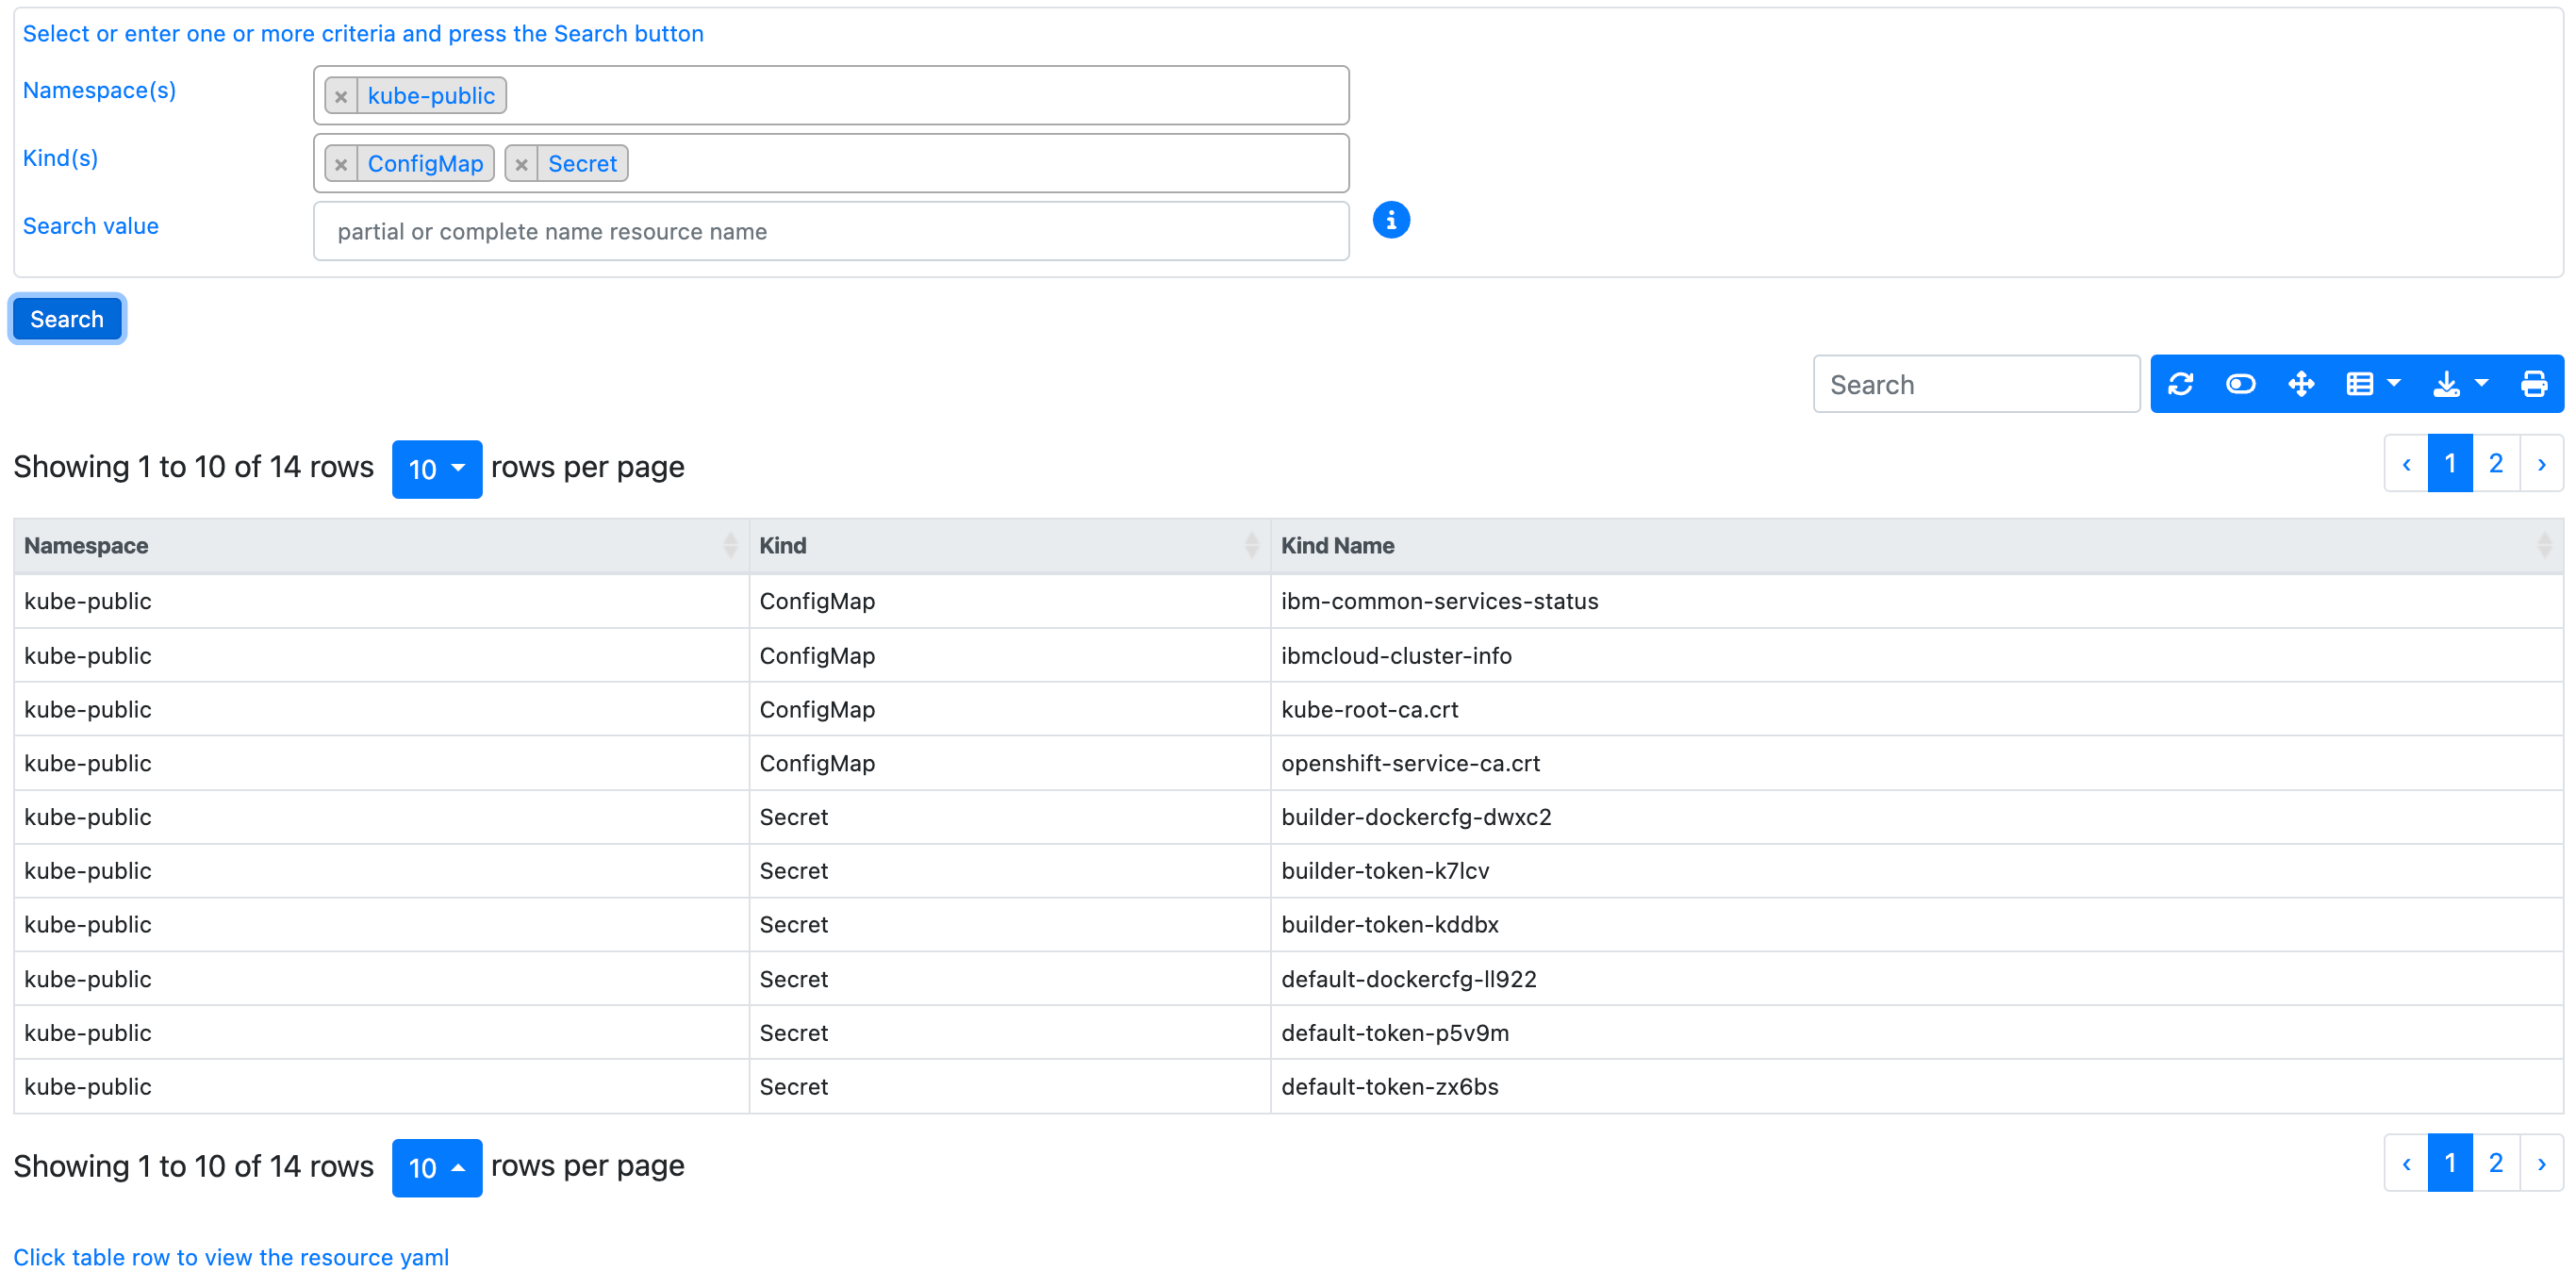 Select or enter one or more criteria and press the Search button
Namespace(s)
× kube-public
Kind(s)
× ConfigMap × Secret
Search value
partial or complete name resource name
Search
Search
Showing 1 to 10 of 14 rows 10 rows per page
‹ 1 2 ›
Namespace Kind Kind Name
kube-public ConfigMap ibm-common-services-status
kube-public ConfigMap ibmcloud-cluster-info
kube-public ConfigMap kube-root-ca.crt
kube-public ConfigMap openshift-service-ca.crt
kube-public Secret builder-dockercfg-dwxc2
kube-public Secret builder-token-k7lcv
kube-public Secret builder-token-kddbx
kube-public Secret default-dockercfg-ll922
kube-public Secret default-token-p5v9m
kube-public Secret default-token-zx6bs
Showing 1 to 10 of 14 rows 10 rows per page
‹ 1 2 ›
Click table row to view the resource yaml